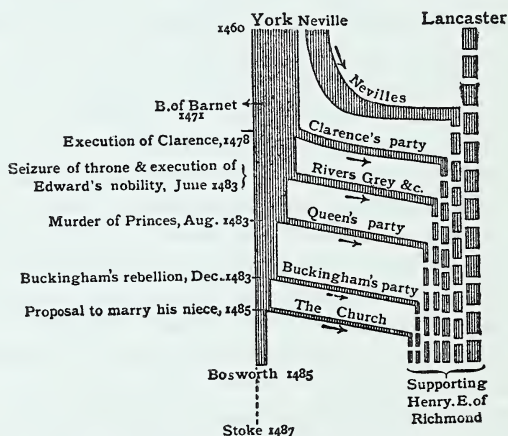 York Neville Lancaster
1460
Nevilles
B. of Barnet
1471
Clarence's party
Execution of Clarence, 1478
Seizure of throne & execution of
Edward's nobility, June 1483
Rivers Grey &c.
Murder of Princes, Aug. 1483
Queen's party
Buckingham's rebellion, Dec. 1483
Buckingham's party
Proposal to marry his niece, 1485
The Church
Bosworth 1485
Supporting
Henry. E. of
Richmond
Stoke 1487